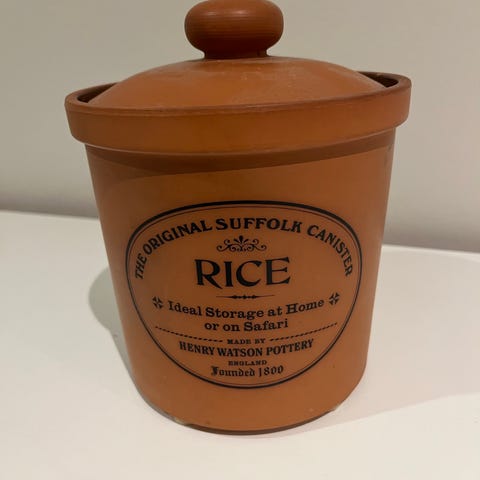 THE ORIGINAL SUFFOLK CANISTER
RICE
Ideal Storage at Home
or on Safari
MADE BY
HENRY WATSON POTTERY
ENGLAND
Founded 1800